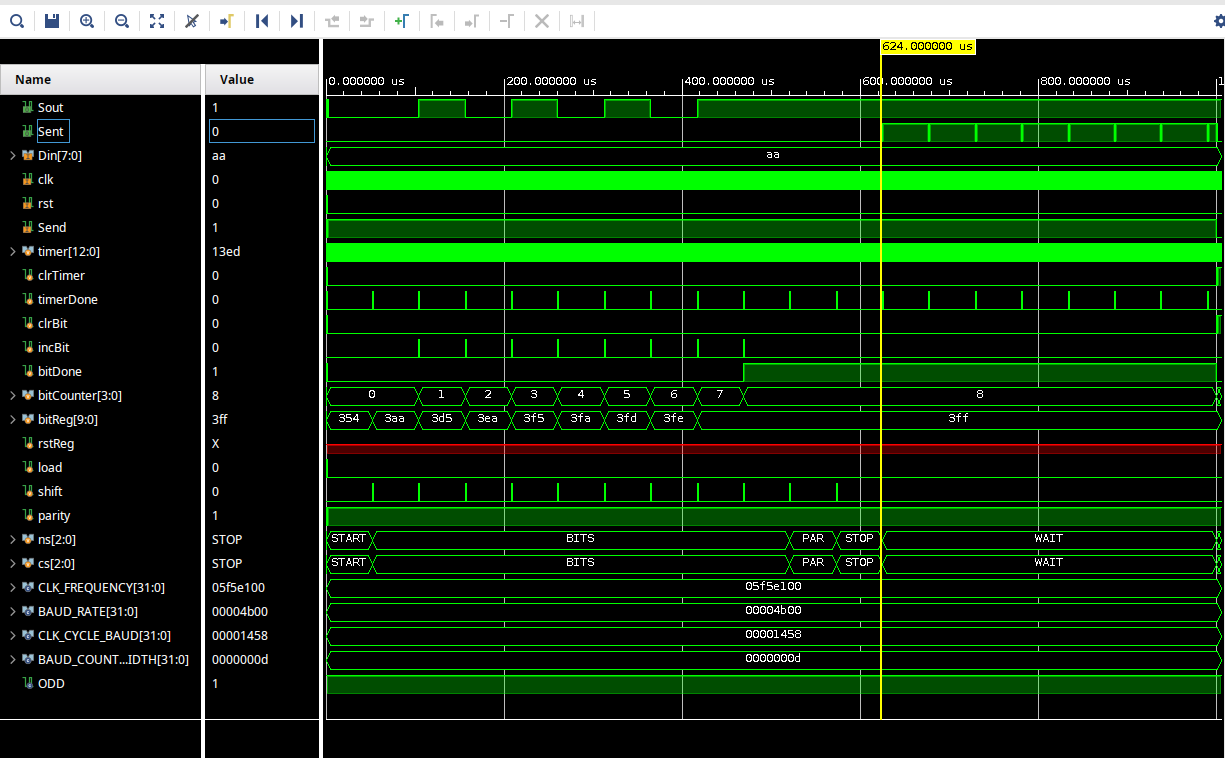 624.000000 us
Name Value
0.000000 us 200.000000 us 400.000000 us 600.000000 us 800.000000 us 1
Sout 1
Sent 0
Din[7:0] aa aa
clk 0
rst 0
Send 1
timer[12:0] 13ed
clrTimer 0
timerDone 0
clrBit 0
incBit 0
bitDone 1
bitCounter[3:0] 8 0 1 2 3 4 5 6 7 8
bitReg[9:0] 3ff 354 3aa 3d5 3ea 3f5 3fa 3fd 3fe 3ff
rstReg X
load 0
shift 0
parity 1
ns[2:0] STOP START BITS PAR STOP WAIT
cs[2:0] STOP START BITS PAR STOP WAIT
CLK_FREQUENCY[31:0] 05f5e100 05f5e100
BAUD_RATE[31:0] 00004b00 00004b00
CLK_CYCLE_BAUD[31:0] 00001458 00001458
BAUD_COUNT...IDTH[31:0] 0000000d 0000000d
ODD 1